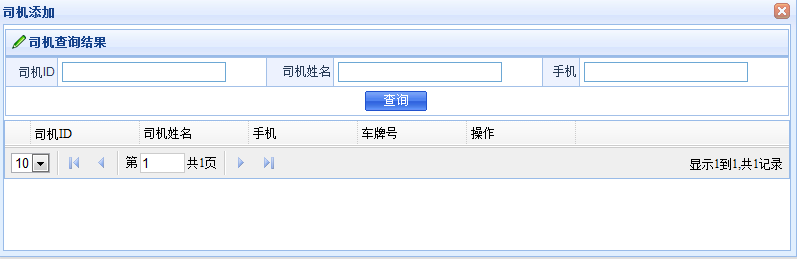 司机添加
司机查询结果
司机ID 司机姓名 手机
查询
司机ID 司机姓名 手机 车牌号 操作
10 第 1 共1页 显示1到1,共1记录